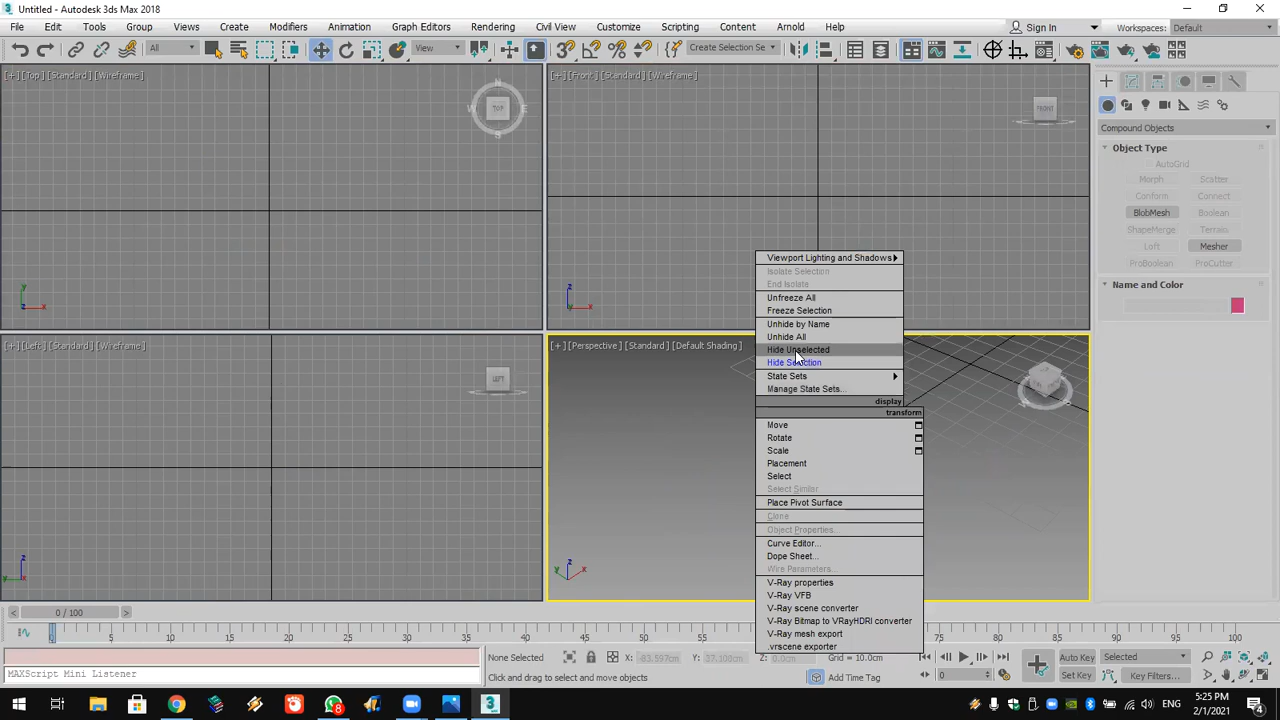 Untitled - Autodesk 3ds Max 2018
File Edit Tools Group Views Create Modifiers Animation Graph Editors Rendering Civil View Customize Scripting Content Arnold Help Sign In Workspaces: Default
All View Create Selection Se
[+] [Top] [Standard] [Wireframe]
[+] [Front] [Standard] [Wireframe]
N
W TOP E
S
FRONT
Compound Objects
Object Type
AutoGrid
Morph Scatter
Conform Connect
BlobMesh Boolean
ShapeMerge Terrain
Loft Mesher
ProBoolean ProCutter
Name and Color
Viewport Lighting and Shadows
Isolate Selection
End Isolate
Unfreeze All
Freeze Selection
Unhide by Name
Unhide All
Hide Unselected
Hide Selection
State Sets
Manage State Sets...
display
transform
Move
Rotate
Scale
Placement
Select
Select Similar
Place Pivot Surface
Clone
Object Properties...
Curve Editor...
Dope Sheet...
Wire Parameters...
V-Ray properties
V-Ray VFB
V-Ray scene converter
V-Ray Bitmap to VRayHDRI converter
V-Ray mesh export
.vrscene exporter
z
y x
z
x
[+] [Left] [Standard] [Wireframe]
[+] [Perspective] [Standard] [Default Shading]
LEFT
z
y
z
y x
0 / 100
0 5 10 15 20 25 30 35 40 45 50 55 60 75 80 85 90 95 100
None Selected X: -83.597cm Y: 37.108cm Z: 0.0cm Grid = 10.0cm Auto Key Selected
MAXScript Mini Listener Click and drag to select and move objects Add Time Tag 0 Set Key Key Filters...
ENG 5:25 PM
2/1/2021
4